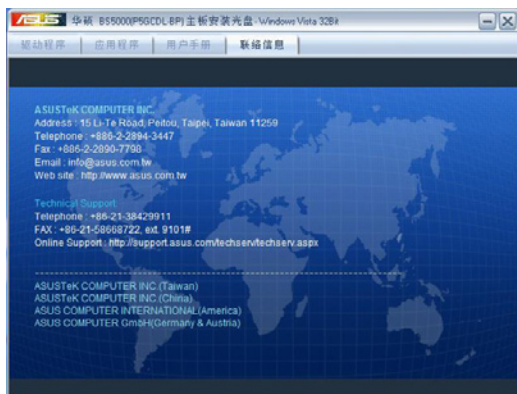 ASUS 华硕 BS5000(P5GCDL-BP)主板安装光盘-Windows Vista 32Bit
驱动程序 应用程序 用户手册 联络信息
ASUSTeK COMPUTER INC.
Address : 15 Li-Te Road, Peitou, Taipei, Taiwan 11259
Telephone : +886-2-2894-3447
Fax : +886-2-2890-7798
Email : info@asus.com.tw
Web site : http://www.asus.com.tw
Technical Support
Telephone : +86-21-38429911
FAX : +86-21-58668722, ext. 9101#
Online Support : http://support.asus.com/techserv/techserv.aspx
ASUSTeK COMPUTER INC.(Taiwan)
ASUSTeK COMPUTER INC.(China)
ASUS COMPUTER INTERNATIONAL(America)
ASUS COMPUTER GmbH(Germany & Austria)